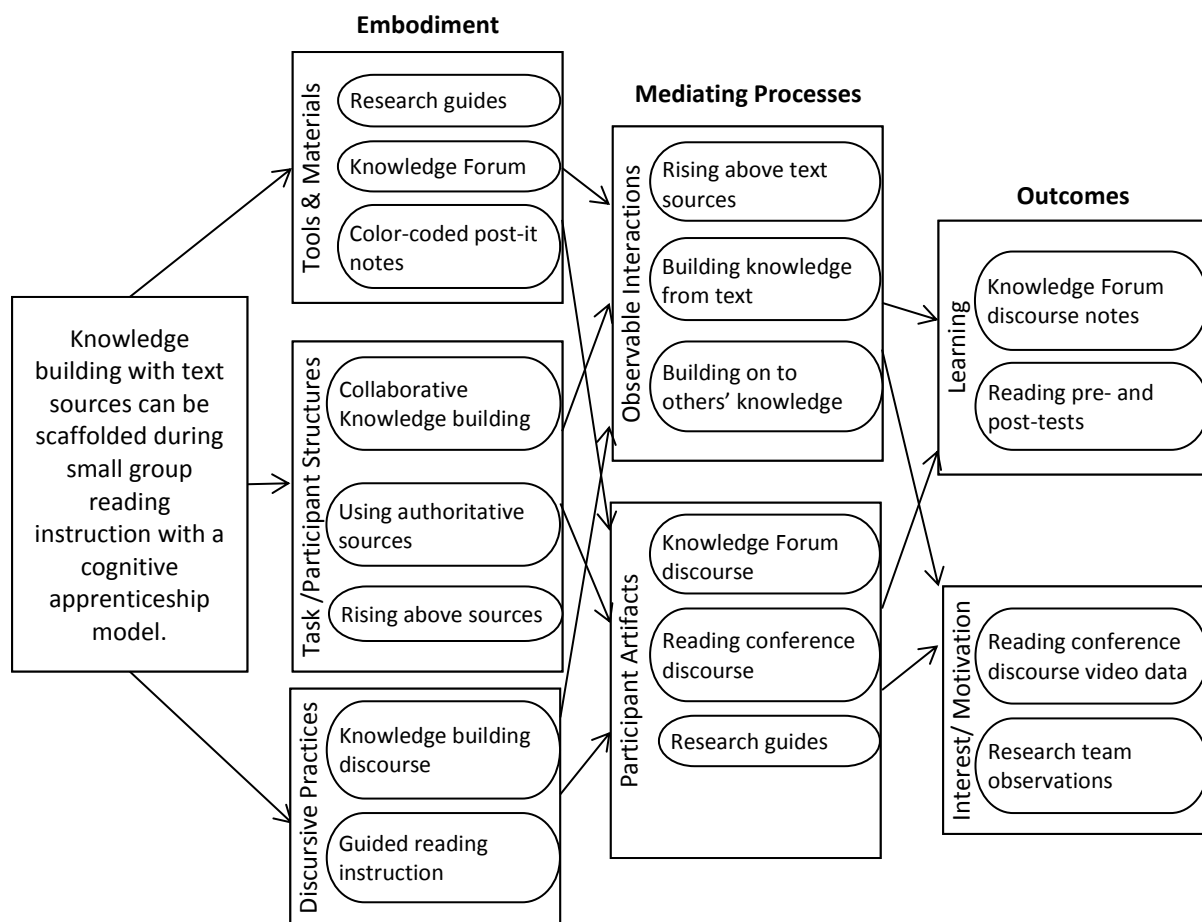 Embodiment
Tools & Materials
Research guides
Knowledge Forum
Color-coded post-it
notes
Knowledge
building with text
sources can be
scaffolded during
small group
reading
instruction with a
cognitive
apprenticeship
model.
Task /Participant Structures
Collaborative
Knowledge building
Using authoritative
sources
Rising above sources
Discursive Practices
Knowledge building
discourse
Guided reading
instruction
Mediating Processes
Observable Interactions
Rising above text
sources
Building knowledge
from text
Building on to
others’ knowledge
Participant Artifacts
Knowledge Forum
discourse
Reading conference
discourse
Research guides
Outcomes
Learning
Knowledge Forum
discourse notes
Reading pre- and
post-tests
Interest/ Motivation
Reading conference
discourse video data
Research team
observations